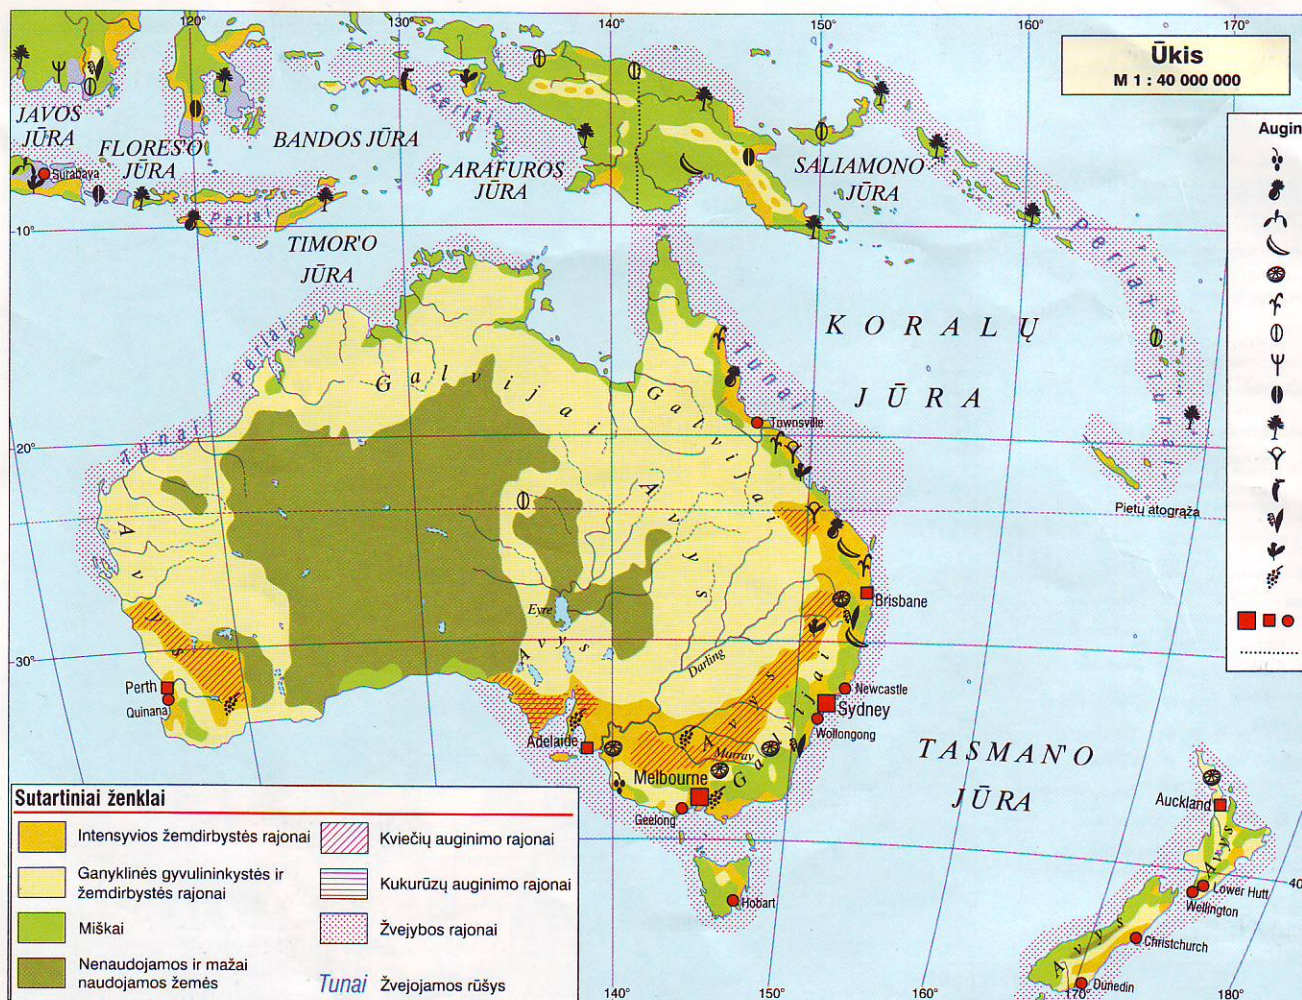 120°
130°
140°
150°
160°
170°
Ūkis
M 1 : 40 000 000
Augin
JAVOS
JŪRA
FLORES'O
JŪRA
BANDOS JŪRA
Perlai
ARAFUROS
JŪRA
SALIAMONO
JŪRA
Surabaya
Perlai
Perlai
10°
TIMOR'O
JŪRA
KORALŲ
JŪRA
Perlai
Tunai
Tunai
Tunai
Galvijai
Galvijai
Townsville
20°
Avys
Avys
Pietų atogrąža
Eyre
Brisbane
Avys
Darling
30°
Perth
Quinana
Newcastle
Sydney
Wollongong
Avys
Galvijai
Adelaide
Murray
Melbourne
Geelong
TASMAN'O
JŪRA
Auckland
Avys
Hobart
40°
Lower Hutt
Wellington
Christchurch
Avys
Dunedin
Sutartiniai ženklai
Intensyvios žemdirbystės rajonai
Ganyklinės gyvulininkystės ir
žemdirbystės rajonai
Miškai
Nenaudojamos ir mažai
naudojamos žemės
Kviečių auginimo rajonai
Kukurūzų auginimo rajonai
Žvejybos rajonai
Tunai Žvejojamos rūšys
140°
150°
160°
170°
180°